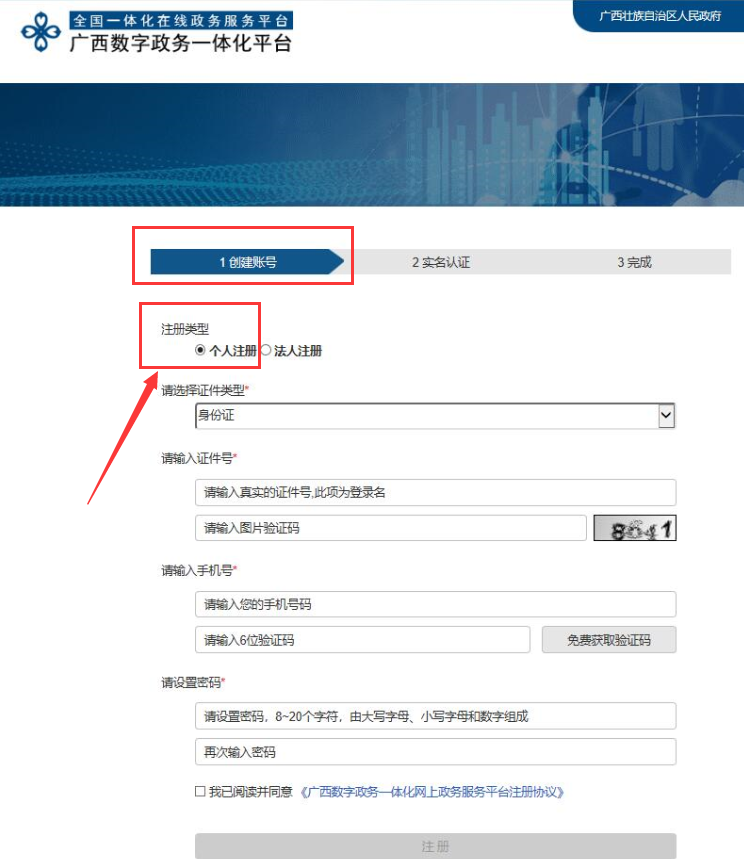 全国一体化在线政务服务平台
广西数字政务一体化平台
广西壮族自治区人民政府
1 创建账号 2 实名认证 3 完成
注册类型
个人注册 法人注册
请选择证件类型*
身份证
请输入证件号*
请输入真实的证件号,此项为登录名
请输入图片验证码 8641
请输入手机号*
请输入您的手机号码
请输入6位验证码 免费获取验证码
请设置密码*
请设置密码，8~20个字符，由大写字母、小写字母和数字组成
再次输入密码
我已阅读并同意《广西数字政务一体化网上政务服务平台注册协议》
注 册